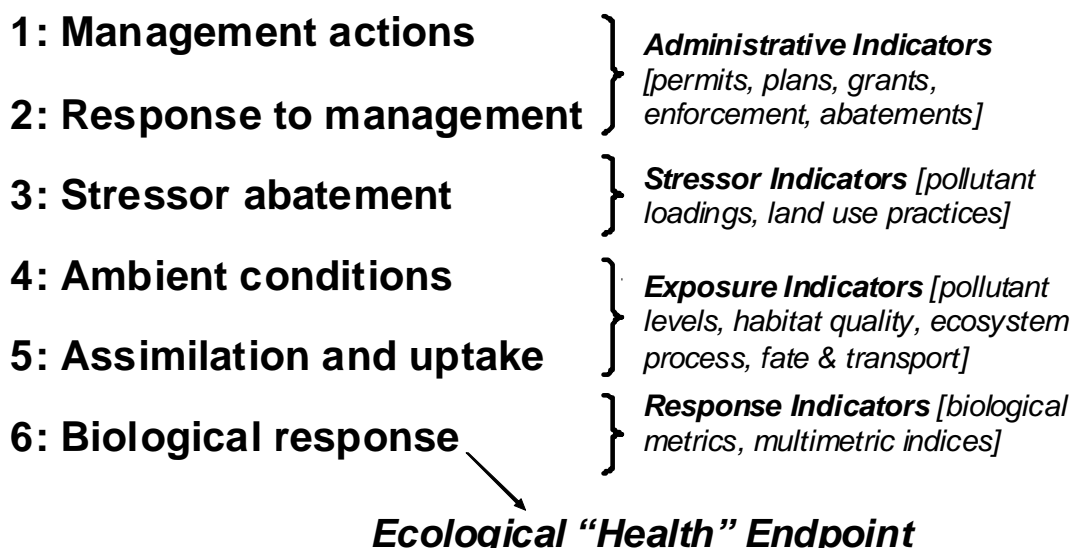 1: Management actions
2: Response to management
Administrative Indicators
[permits, plans, grants,
enforcement, abatements]
3: Stressor abatement
Stressor Indicators [pollutant
loadings, land use practices]
4: Ambient conditions
5: Assimilation and uptake
Exposure Indicators [pollutant
levels, habitat quality, ecosystem
process, fate & transport]
6: Biological response
Response Indicators [biological
metrics, multimetric indices]
Ecological “Health” Endpoint